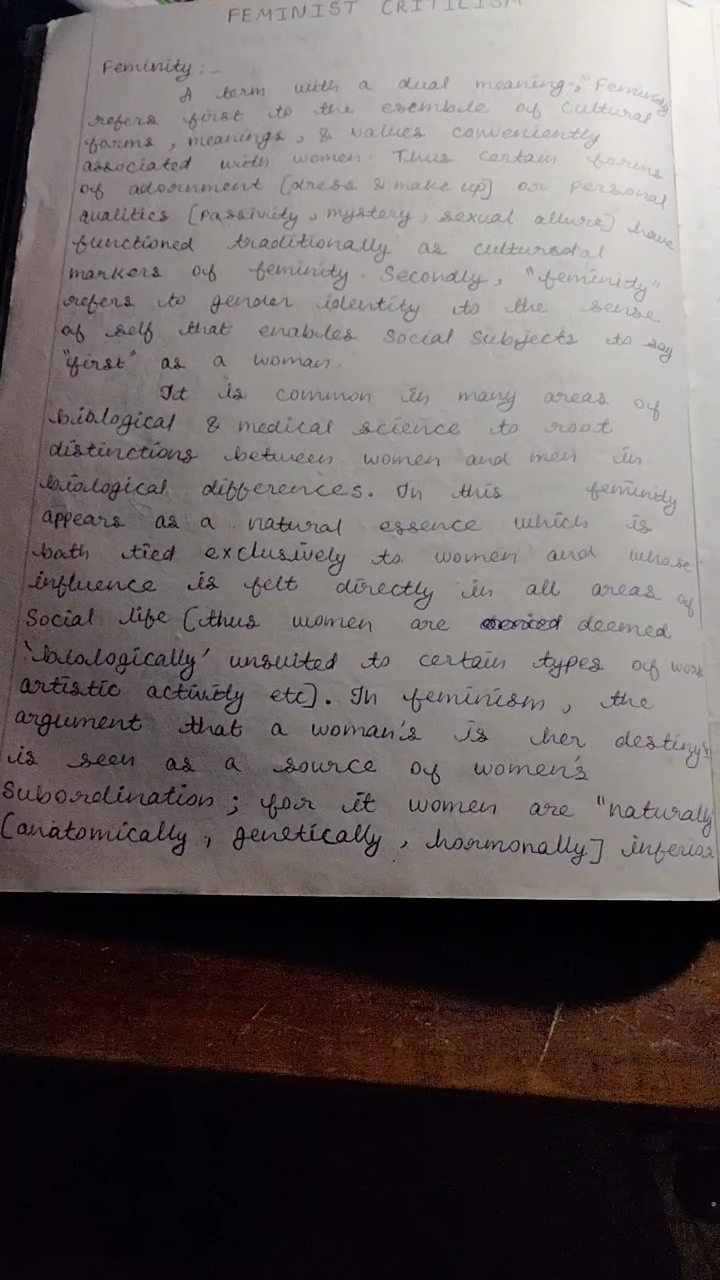 FEMINIST CRITICISM
Feminity :-
A term with a dual meaning, "Feminity
refers first to the esemble of cultural
forms, meanings, & values conveniently
associated with women. Thus certain forms
of adornment [dress & make up] or personal
qualities [passivity, mystery, sexual allure] have
functioned traditionally as cultursdal
markers of feminity. Secondly, "feminity"
refers to gender identity to the sense
of self that enables social subjects to say
"first" as a woman.
It is common in many areas of
biological & medical science to root
distinctions between women and men in
biological differences. In this feminity
appears as a natural essence which is
bath tied exclusively to women and whose
influence is felt directly in all areas of
social life [thus women are deemed
'biologically' unsuited to certain types of work
artistic activity etc]. In feminism, the
argument that a woman's is her destiny's
is seen as a source of women's
subordination; for it women are "naturally
[anatomically, genetically, hormonally] inferior